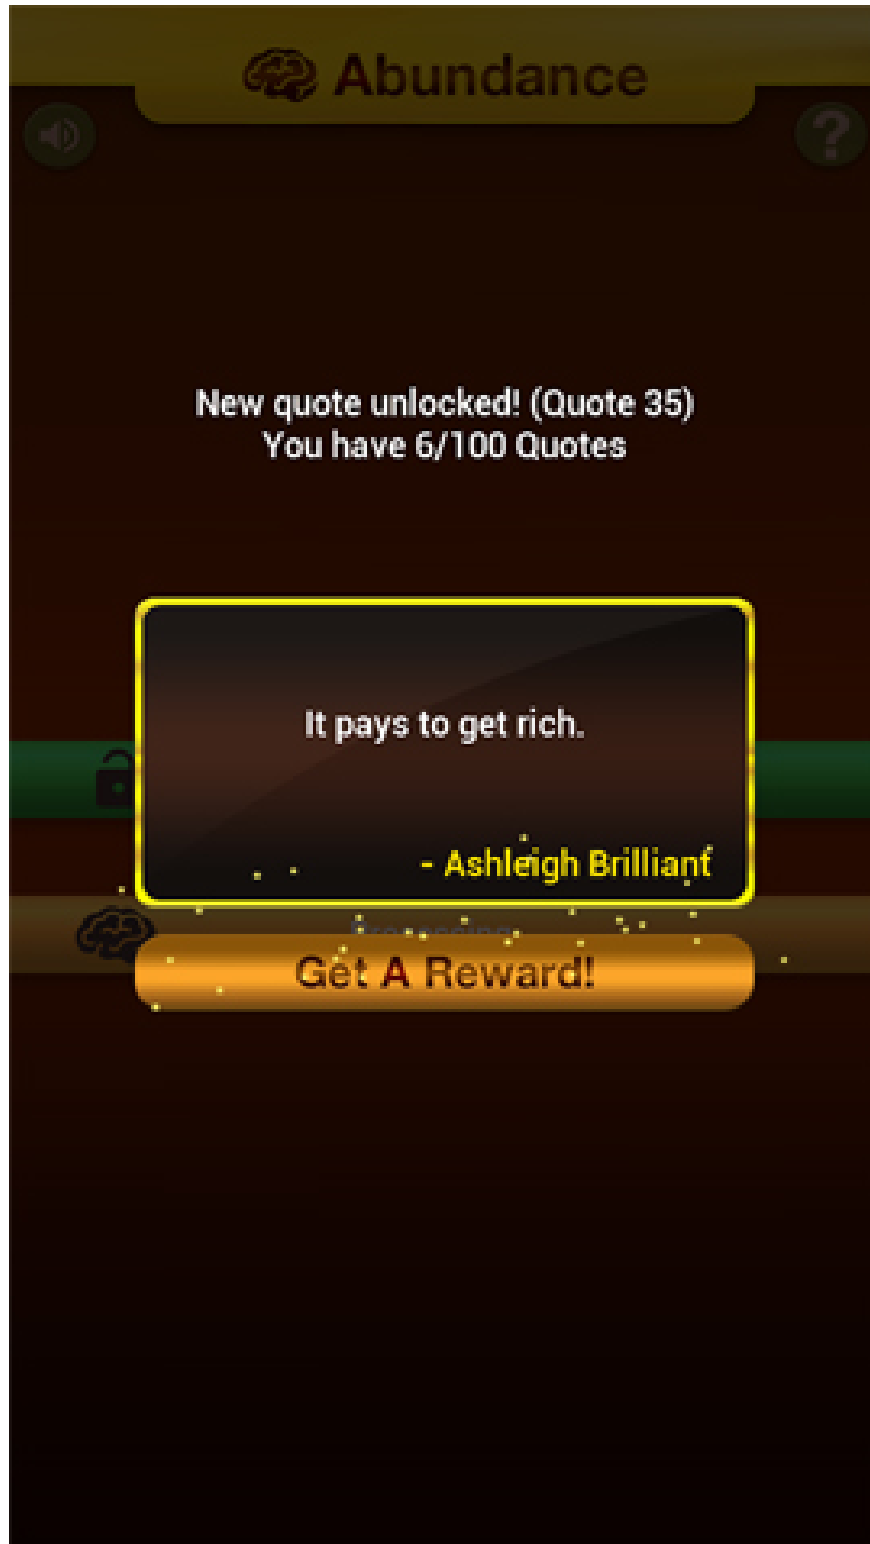 Abundance
?
New quote unlocked! (Quote 35)
You have 6/100 Quotes
It pays to get rich.
- Ashleigh Brilliant
Processing
Get A Reward!